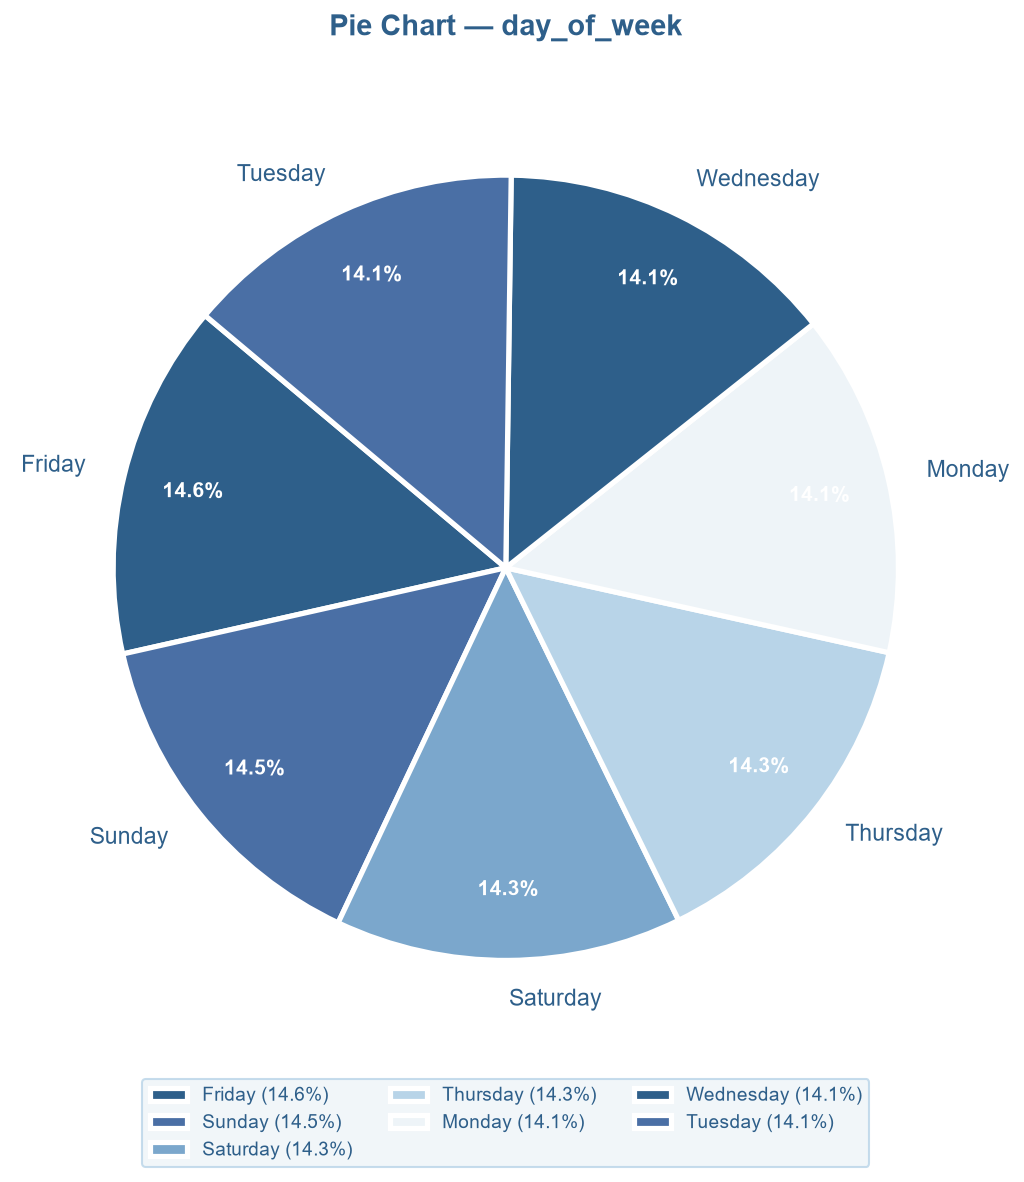 Pie Chart — day_of_week
Tuesday
Wednesday
14.1%
14.1%
Friday
Monday
14.6%
14.1%
14.5%
14.3%
Sunday
Thursday
14.3%
Saturday
Friday (14.6%)
Sunday (14.5%)
Saturday (14.3%)
Thursday (14.3%)
Monday (14.1%)
Wednesday (14.1%)
Tuesday (14.1%)